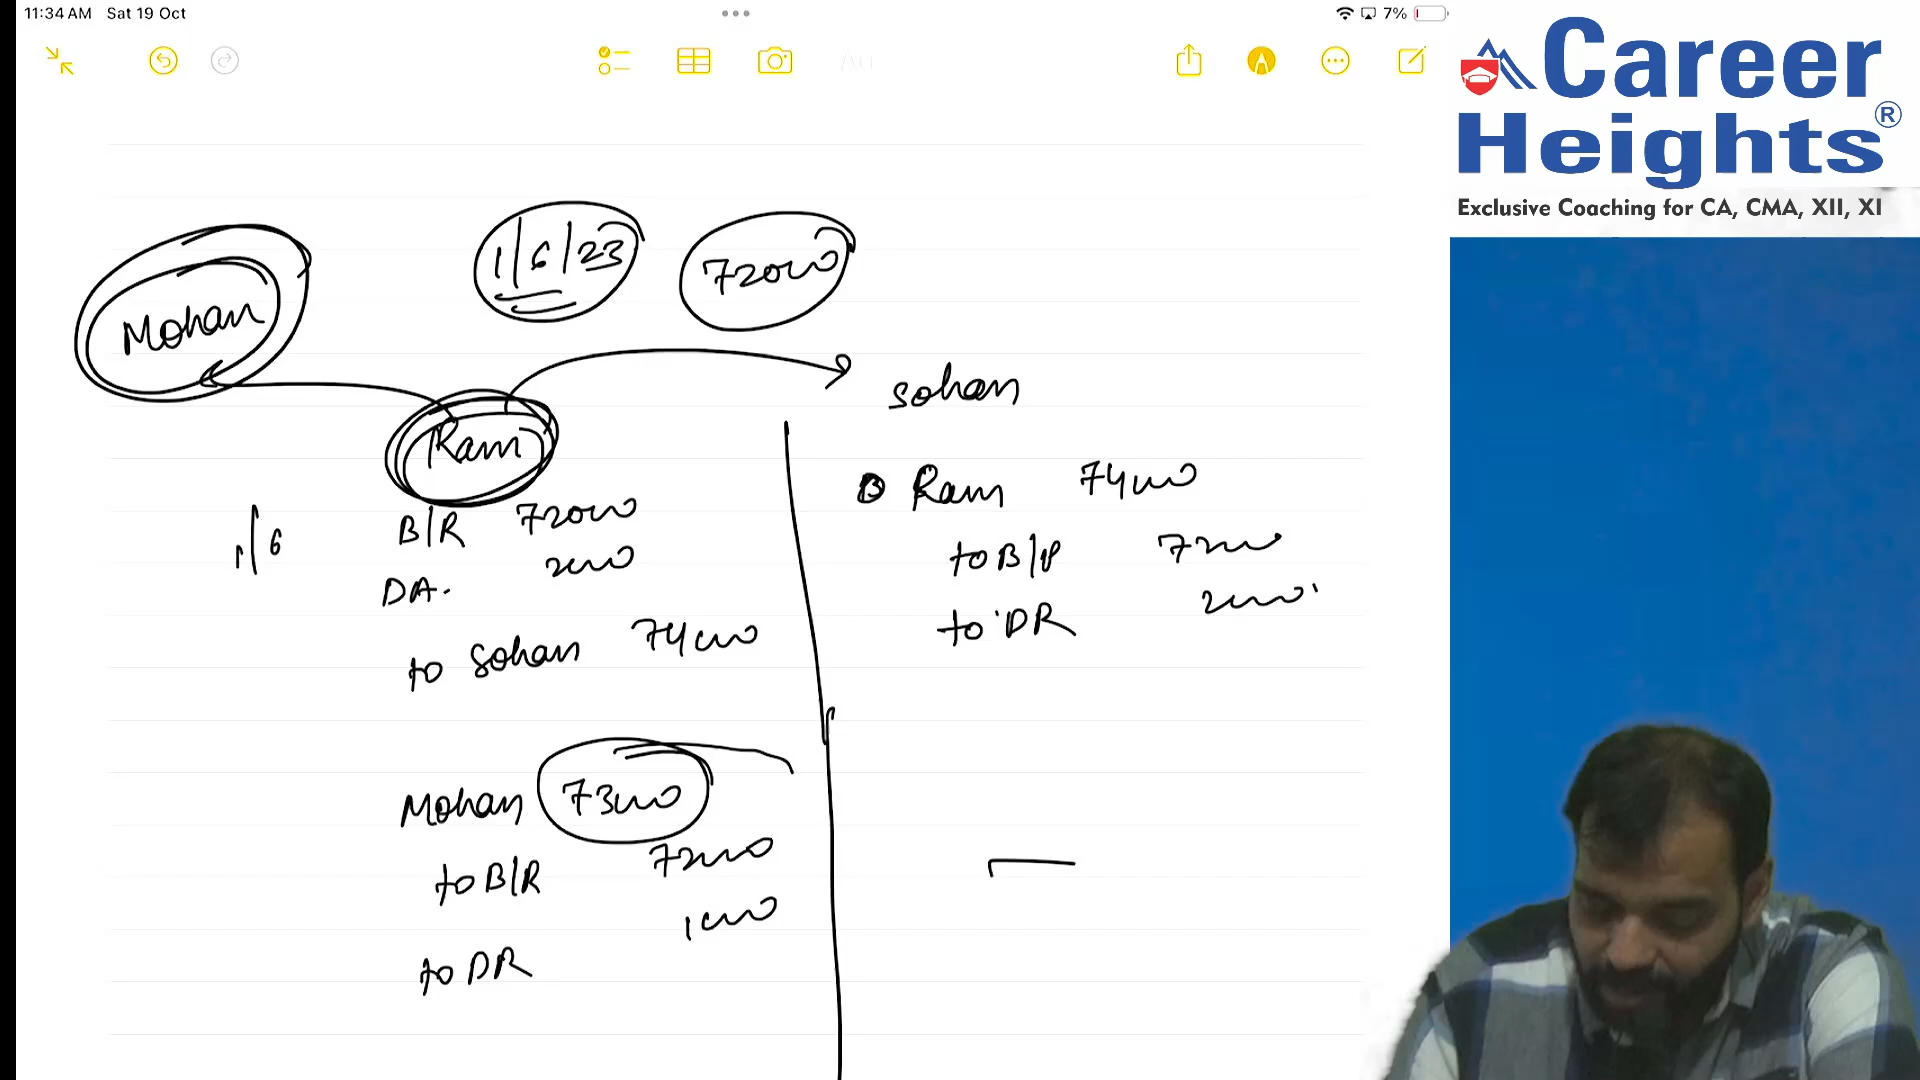 11:34 AM Sat 19 Oct
7%
Career
Heights®
Exclusive Coaching for CA, CMA, XII, XI
1/6/23 72000
Mohan
Sohan
Ram
1/6 B/R 72000
DA. 2000
to Sohan 74000
Ram 74000
to B/P 72000
to DR 2000
Mohan 73000
to B/R 72000
to DR 1000